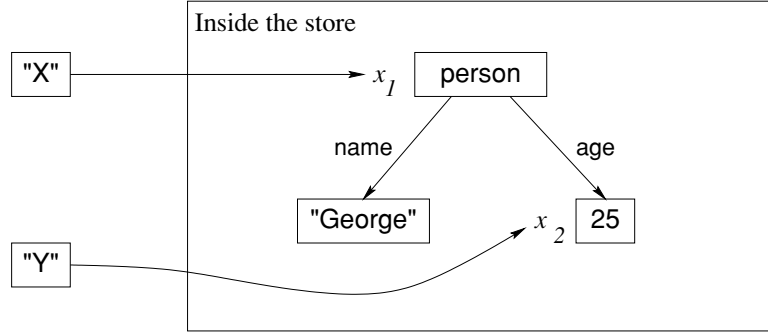 Inside the store
"X"
x1
person
name
age
"George"
x2
25
"Y"